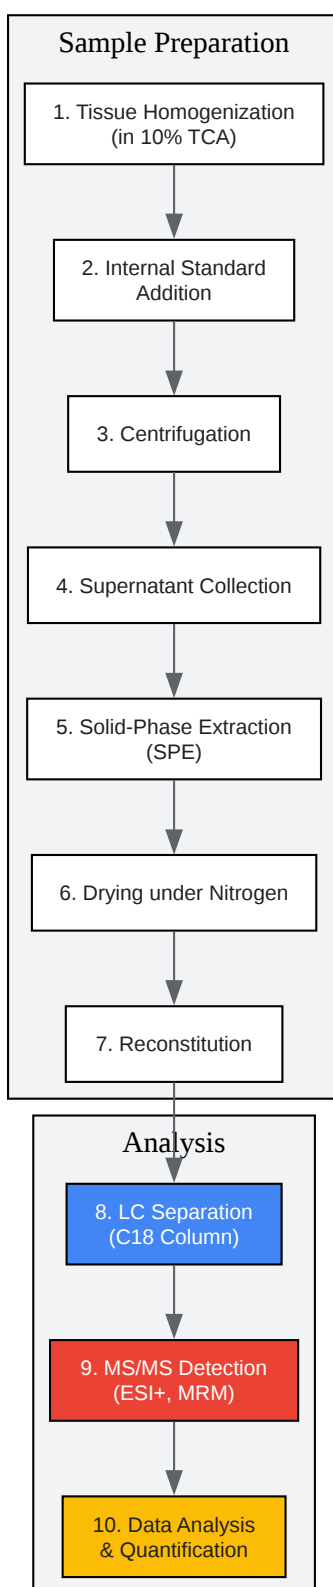 Sample Preparation
1. Tissue Homogenization
(in 10% TCA)
2. Internal Standard
Addition
3. Centrifugation
4. Supernatant Collection
5. Solid-Phase Extraction
(SPE)
6. Drying under Nitrogen
7. Reconstitution
Analysis
8. LC Separation
(C18 Column)
9. MS/MS Detection
(ESI+, MRM)
10. Data Analysis
& Quantification